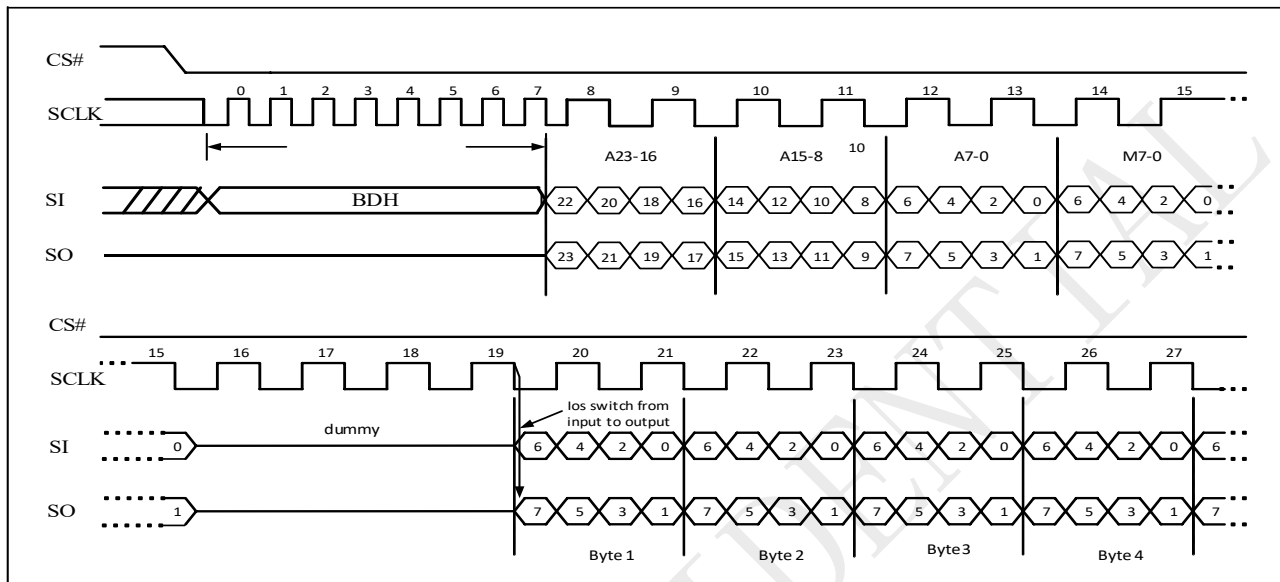 CS#
0 1 2 3 4 5 6 7 8 9 10 11 12 13 14 15
SCLK
A23-16 A15-8 10 A7-0 M7-0
SI BDH 22 20 18 16 14 12 10 8 6 4 2 0 6 4 2 0
SO 23 21 19 17 15 13 11 9 7 5 3 1 7 5 3 1
CS#
15 16 17 18 19 20 21 22 23 24 25 26 27
SCLK
Ios switch from
input to output
dummy
SI 0 6 4 2 0 6 4 2 0 6 4 2 0 6 4 2 0 6
SO 1 7 5 3 1 7 5 3 1 7 5 3 1 7 5 3 1 7
Byte 1 Byte 2 Byte 3 Byte 4
DENTIAL